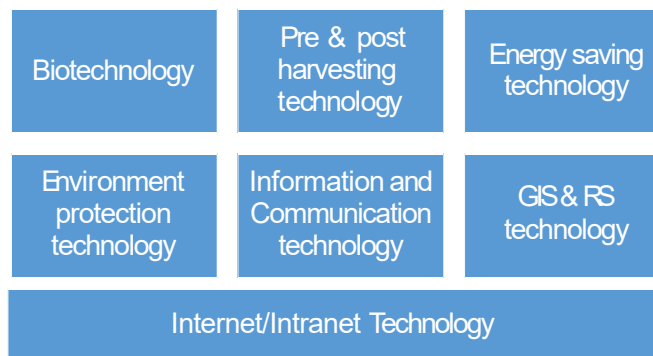 Biotechnology
Pre & post
harvesting
technology
Energy saving
technology
Environment
protection
technology
Information and
Communication
technology
GIS & RS
technology
Internet/Intranet Technology